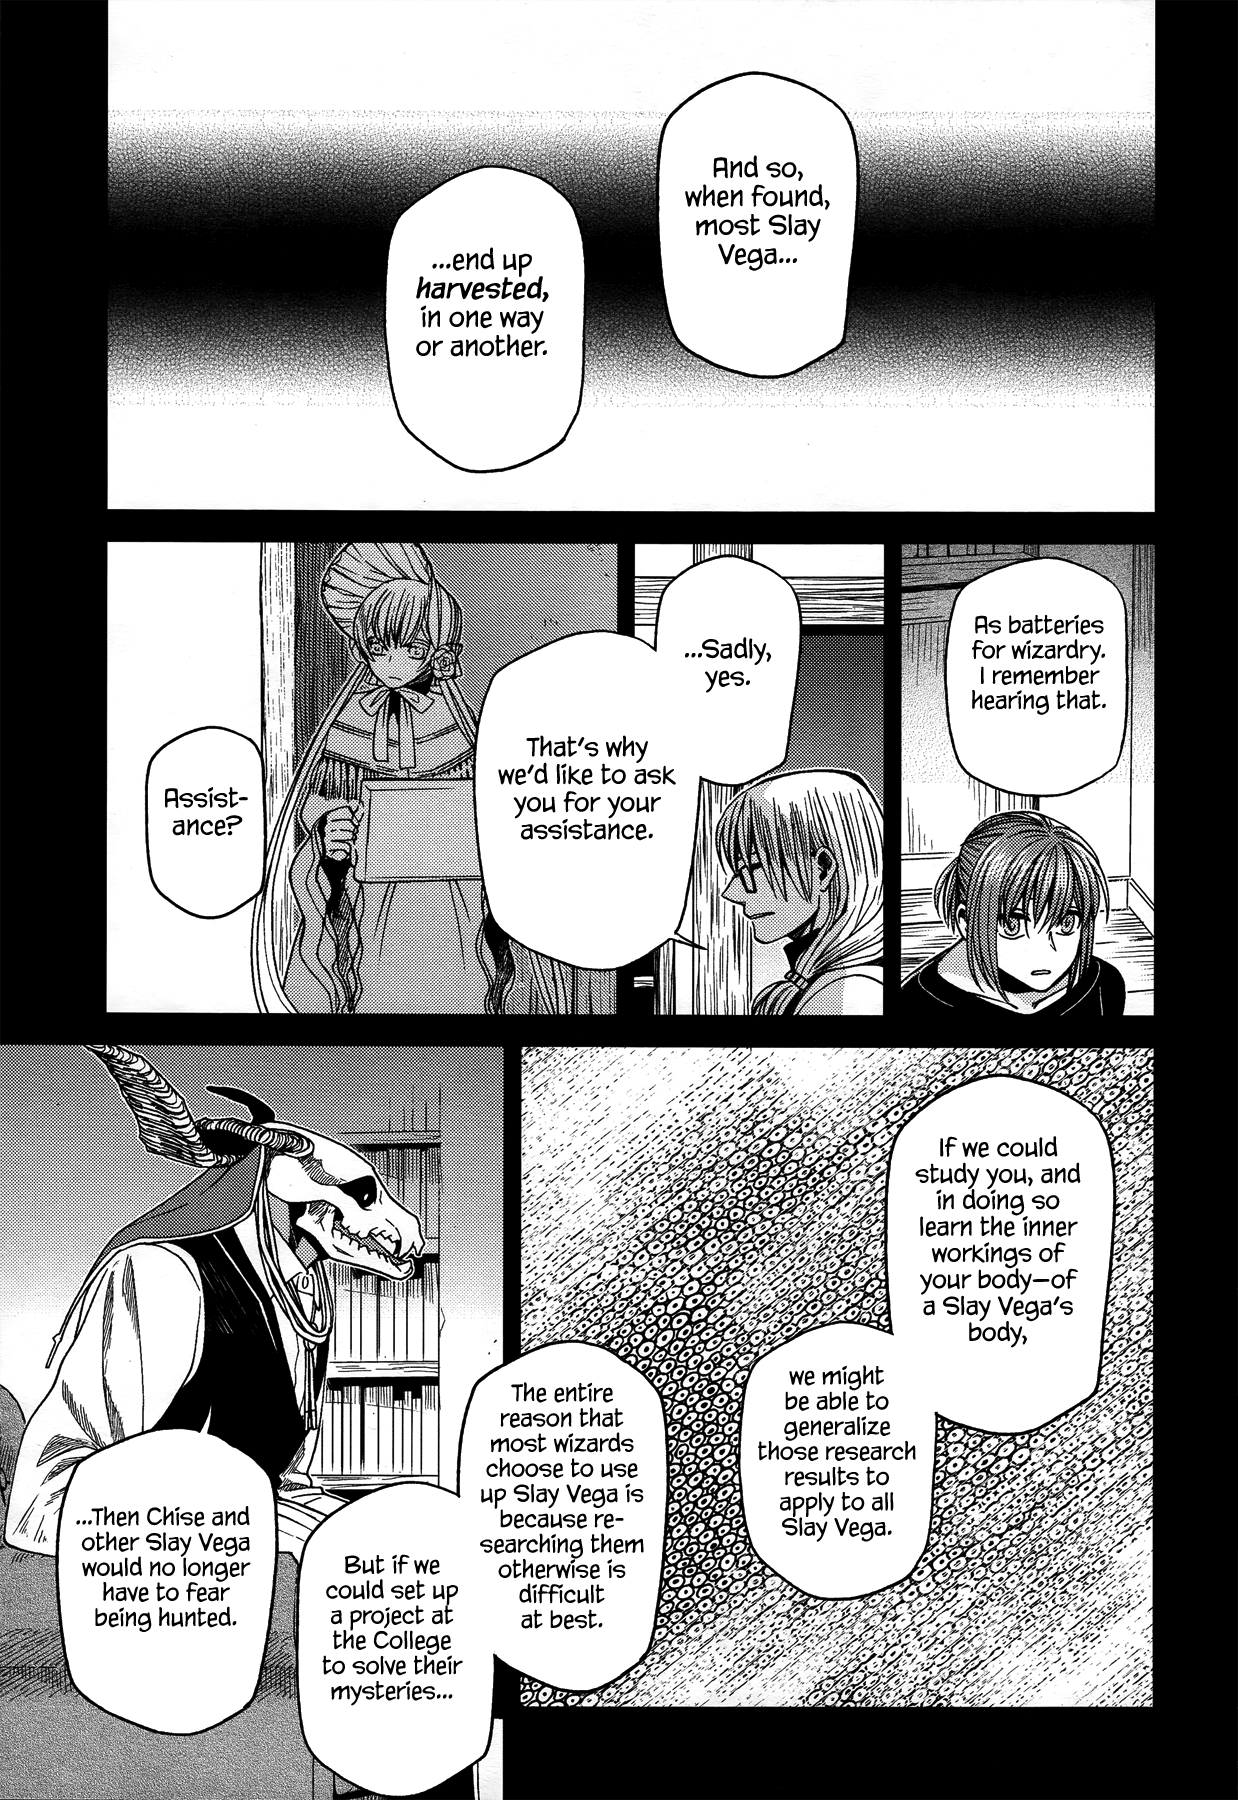 And so,
when found,
most Slay
Vega...
...end up
harvested,
in one way
or another.
As batteries
for wizardry.
I remember
hearing that.
...Sadly,
yes.
That's why
we'd like to ask
you for your
assistance.
Assist-
ance?
If we could
study you, and
in doing so
learn the inner
workings of
your body—of
a Slay Vega's
body,
we might
be able to
generalize
those research
results to
apply to all
Slay Vega.
The entire
reason that
most wizards
choose to use
up Slay Vega is
because re-
searching them
otherwise is
difficult
at best.
But if we
could set up
a project at
the College
to solve their
mysteries...
...Then Chise and
other Slay Vega
would no longer
have to fear
being hunted.